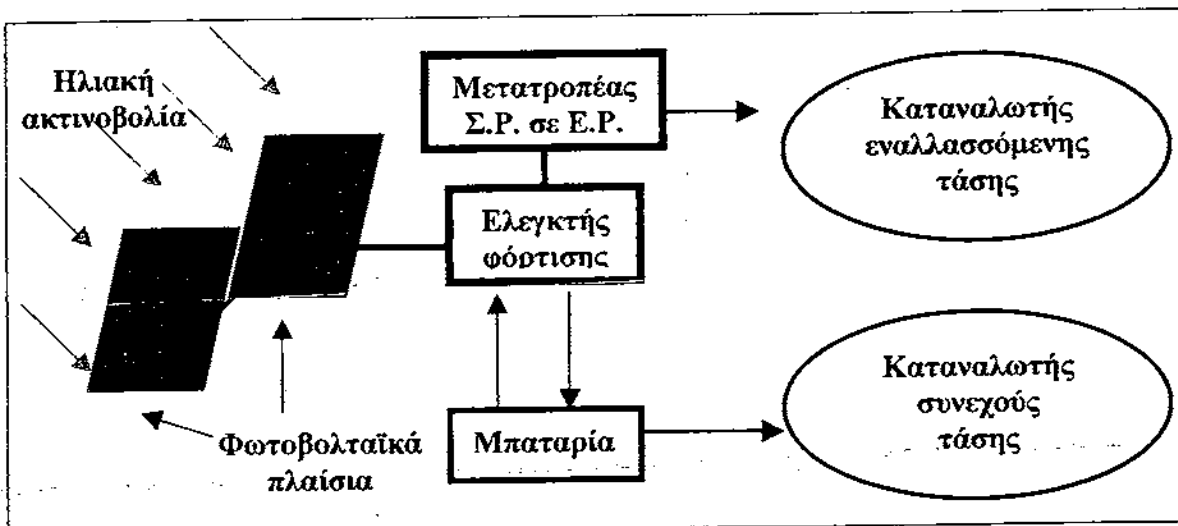 Ηλιακή
ακτινοβολία
Μετατροπέας
Σ.Ρ. σε Ε.Ρ.
Καταναλωτής
εναλλασσόμενης
τάσης
Ελεγκτής
φόρτισης
Φωτοβολταϊκά
πλαίσια
Μπαταρία
Καταναλωτής
συνεχούς
τάσης